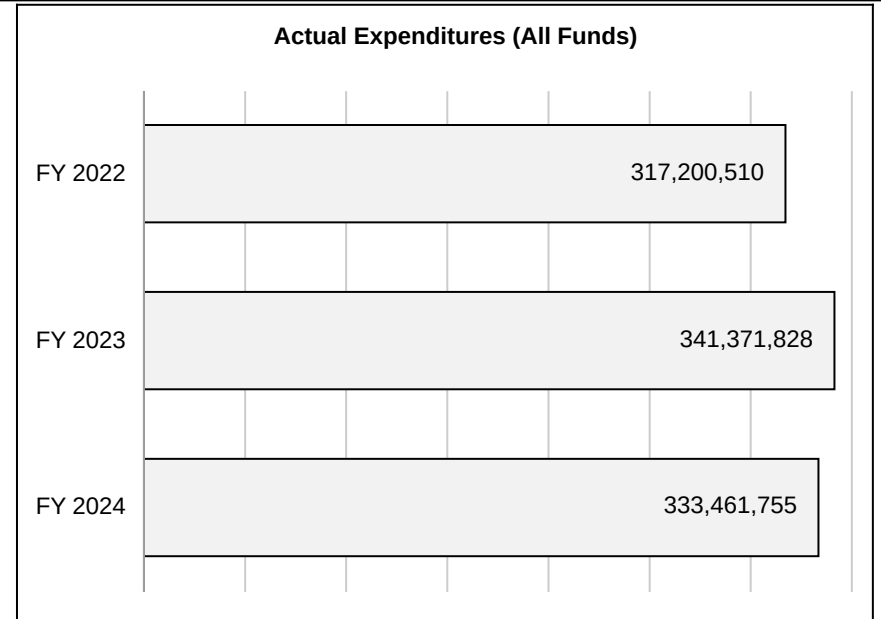 Actual Expenditures (All Funds)
FY 2022 317,200,510
FY 2023 341,371,828
FY 2024 333,461,755